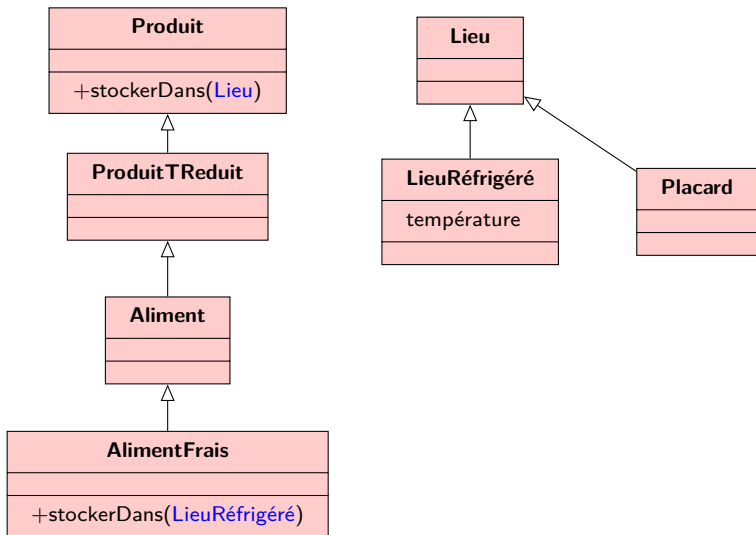 Produit
+stockerDans(Lieu)
ProduitTReduit
Aliment
AlimentFrais
+stockerDans(LieuRéfrigéré)
Lieu
LieuRéfrigéré
température
Placard